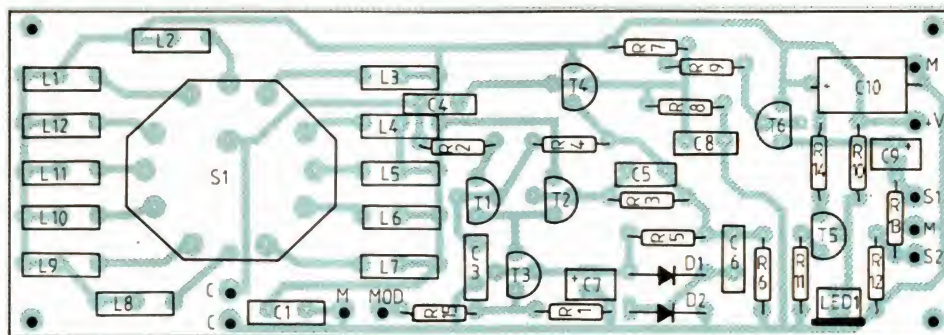 L2
R7
L1
L3
T4
R9
M
C10
C4
R8
L12
L4
T6
V
R2
R4
C8
R14
R10
C9
+
L11
S1
L5
C5
T1
T2
R3
S1
L10
L6
R13
T5
M
R5
L9
L7
C3
T3
D1
C6
R6
R11
R12
S2
+
C7
C
L8
D2
C1
M
MOD.
R15
R1
LED1
C